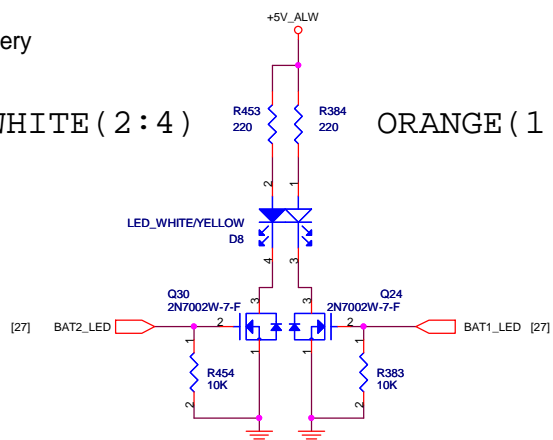 +5V_ALW
ery
WHITE(2:4)
R453
220
R384
220
ORANGE(1
2
1
LED_WHITE/YELLOW
D8
4
3
Q30
2N7002W-7-F
Q24
2N7002W-7-F
3
3
[27]
BAT2_LED
2
2
BAT1_LED
[27]
1
1
1
1
R454
10K
R383
10K
2
2